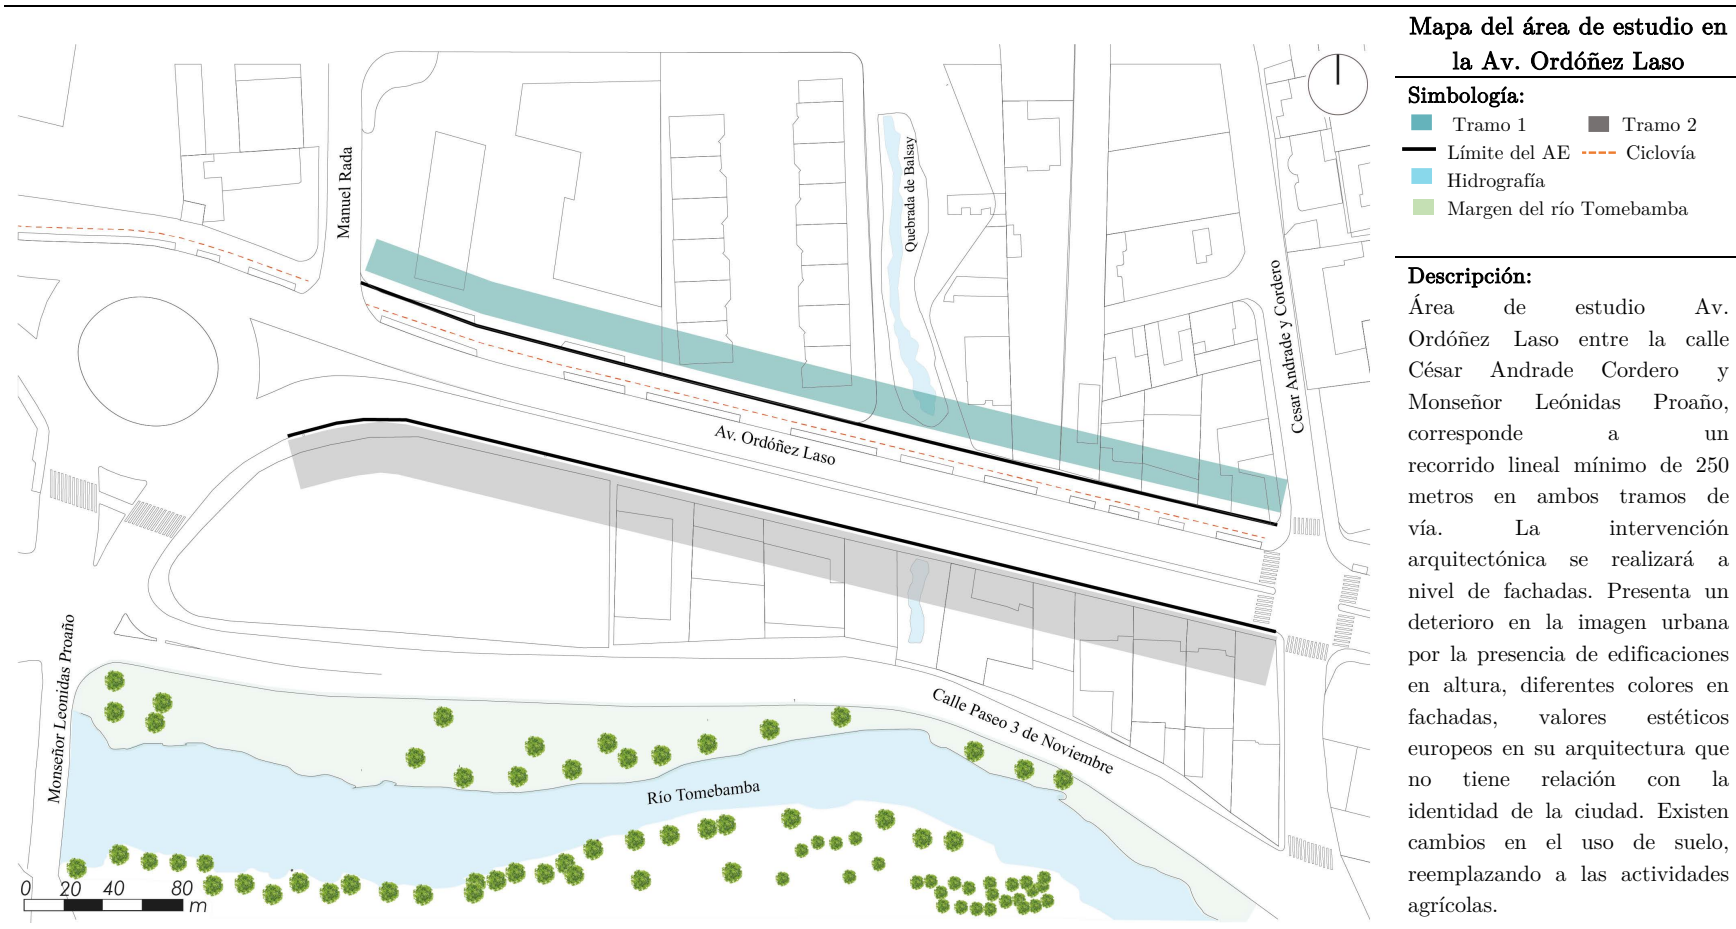 Mapa del área de estudio en
la Av. Ordóñez Laso
Simbología:
Tramo 1
Tramo 2
Límite del AE
Ciclovía
Hidrografía
Margen del río Tomebamba
Descripción:
Área de estudio Av.
Ordóñez Laso entre la calle
César Andrade Cordero y
Monseñor Leónidas Proaño,
corresponde a un
recorrido lineal mínimo de 250
metros en ambos tramos de
vía. La intervención
arquitectónica se realizará a
nivel de fachadas. Presenta un
deterioro en la imagen urbana
por la presencia de edificaciones
en altura, diferentes colores en
fachadas, valores estéticos
europeos en su arquitectura que
no tiene relación con la
identidad de la ciudad. Existen
cambios en el uso de suelo,
reemplazando a las actividades
agrícolas.
Manuel Rada
Quebrada de Balsay
Cesar Andrade y Cordero
Av. Ordóñez Laso
Monseñor Leonidas Proaño
Calle Paseo 3 de Noviembre
Río Tomebamba
0 20 40 80
m